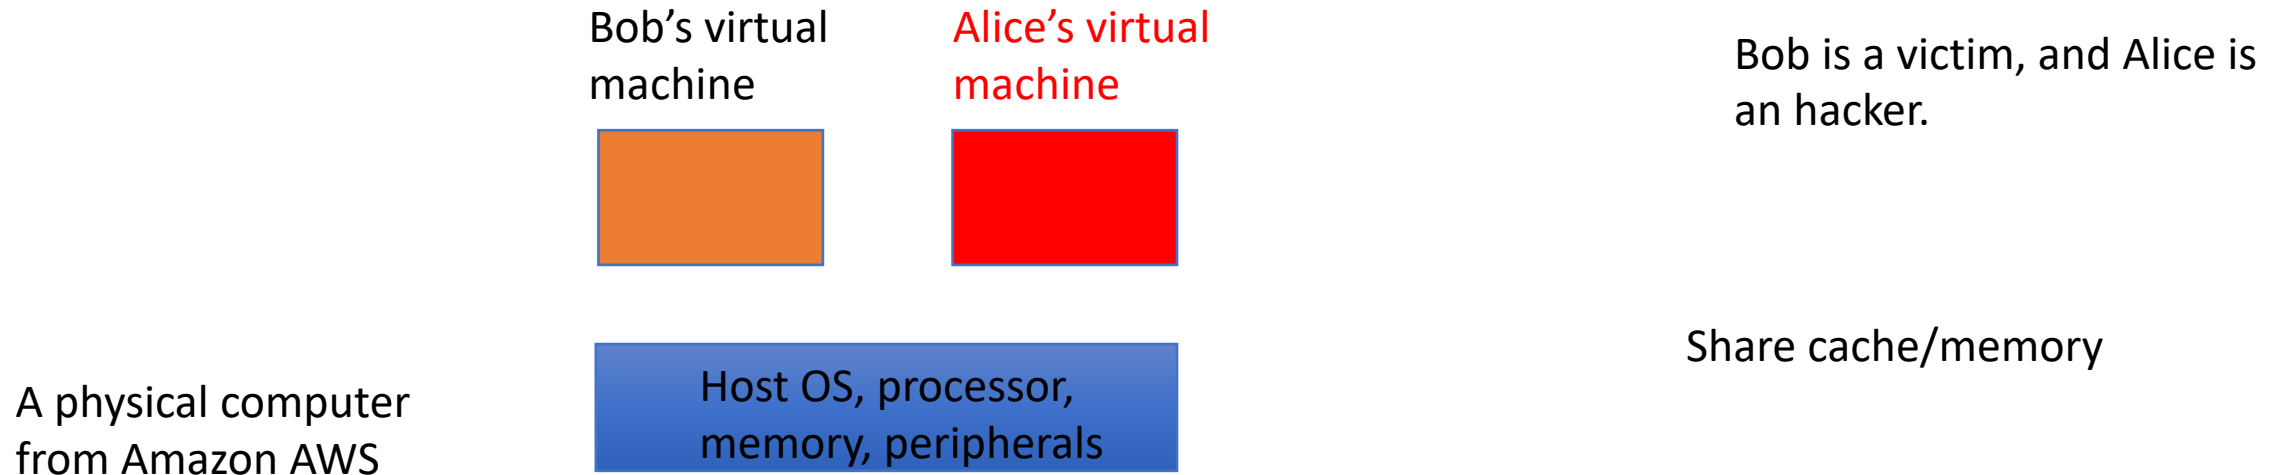 Bob’s virtual
machine
Alice’s virtual
machine
Bob is a victim, and Alice is
an hacker.
Share cache/memory
A physical computer
from Amazon AWS
Host OS, processor,
memory, peripherals